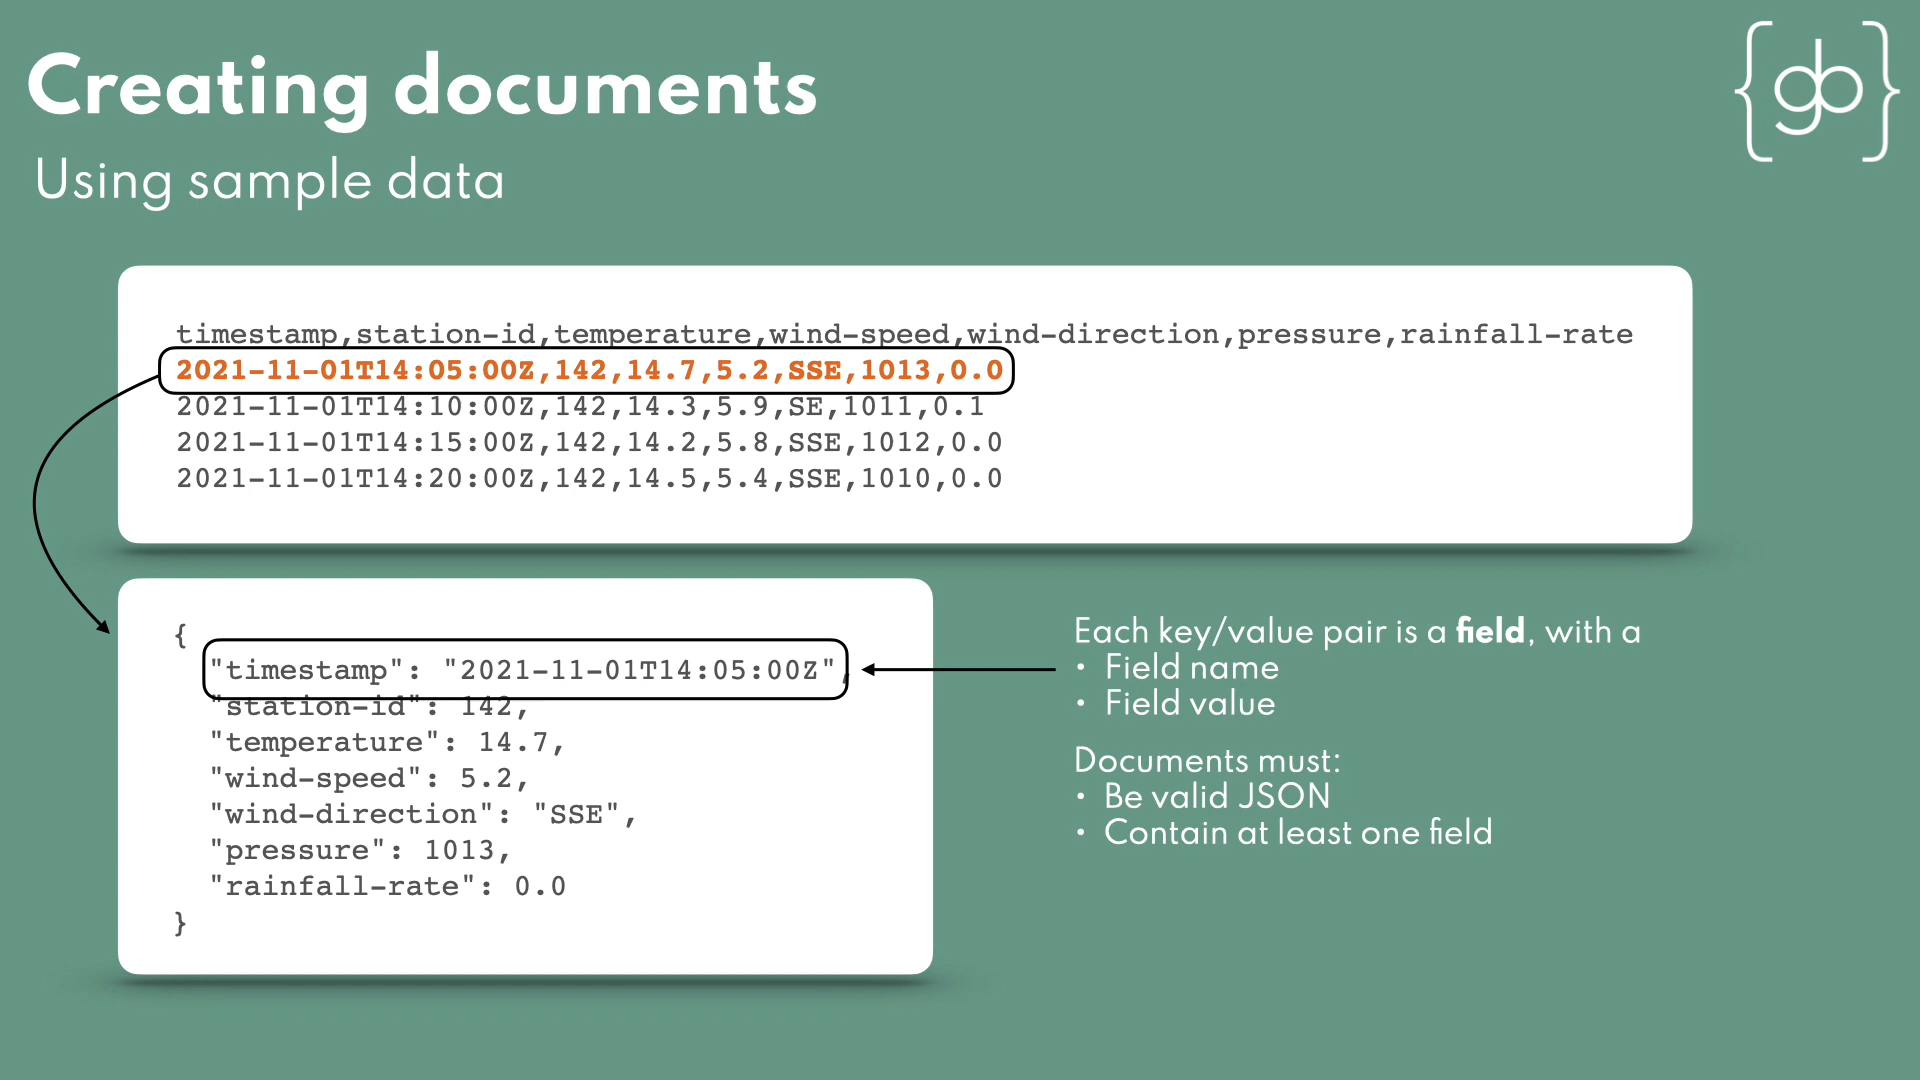 Creating documents
Using sample data
{gb}
timestamp,station-id,temperature,wind-speed,wind-direction,pressure,rainfall-rate
2021-11-01T14:05:00Z,142,14.7,5.2,SSE,1013,0.0
2021-11-01T14:10:00Z,142,14.3,5.9,SE,1011,0.1
2021-11-01T14:15:00Z,142,14.2,5.8,SSE,1012,0.0
2021-11-01T14:20:00Z,142,14.5,5.4,SSE,1010,0.0
{
"timestamp": "2021-11-01T14:05:00Z",
"station-id": 142,
"temperature": 14.7,
"wind-speed": 5.2,
"wind-direction": "SSE",
"pressure": 1013,
"rainfall-rate": 0.0
}
Each key/value pair is a field, with a
• Field name
• Field value
Documents must:
• Be valid JSON
• Contain at least one field